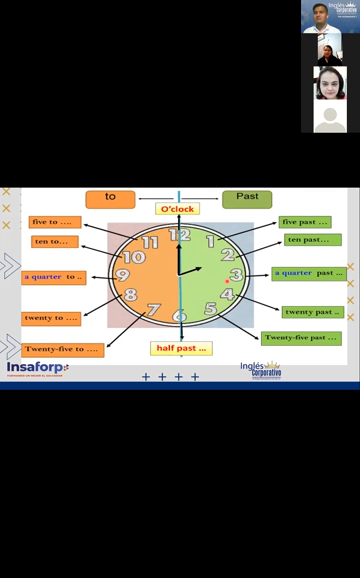 Inglés
Corporativo
to
Past
O'clock
five to ....
five past ...
ten to...
ten past...
a quarter to ..
a quarter past ...
twenty to ....
twenty past ..
Twenty-five to .....
Twenty-five past ...
half past ...
12
1
2
3
4
5
6
7
8
9
10
11
Insaforp
Inglés
Corporativo